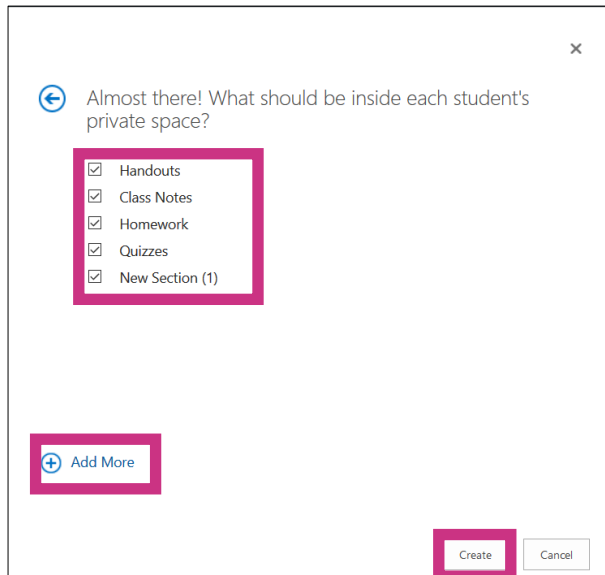 Almost there! What should be inside each student's
private space?
Handouts
Class Notes
Homework
Quizzes
New Section (1)
Add More
Create Cancel